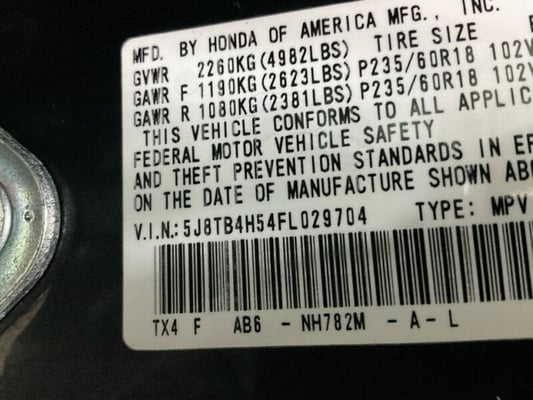 MFD. BY HONDA OF AMERICA MFG., INC.
GVWR 2260KG(4982LBS) TIRE SIZE
GAWR F 1190KG(2623LBS) P235/60R18 102V
GAWR R 1080KG(2381LBS) P235/60R18 102V
THIS VEHICLE CONFORMS TO ALL APPLIC
FEDERAL MOTOR VEHICLE SAFETY
AND THEFT PREVENTION STANDARDS IN EF
ON THE DATE OF MANUFACTURE SHOWN AB
V.I.N.:5J8TB4H54FL029704 TYPE: MPV
TX4 F AB6 - NH782M - A - L